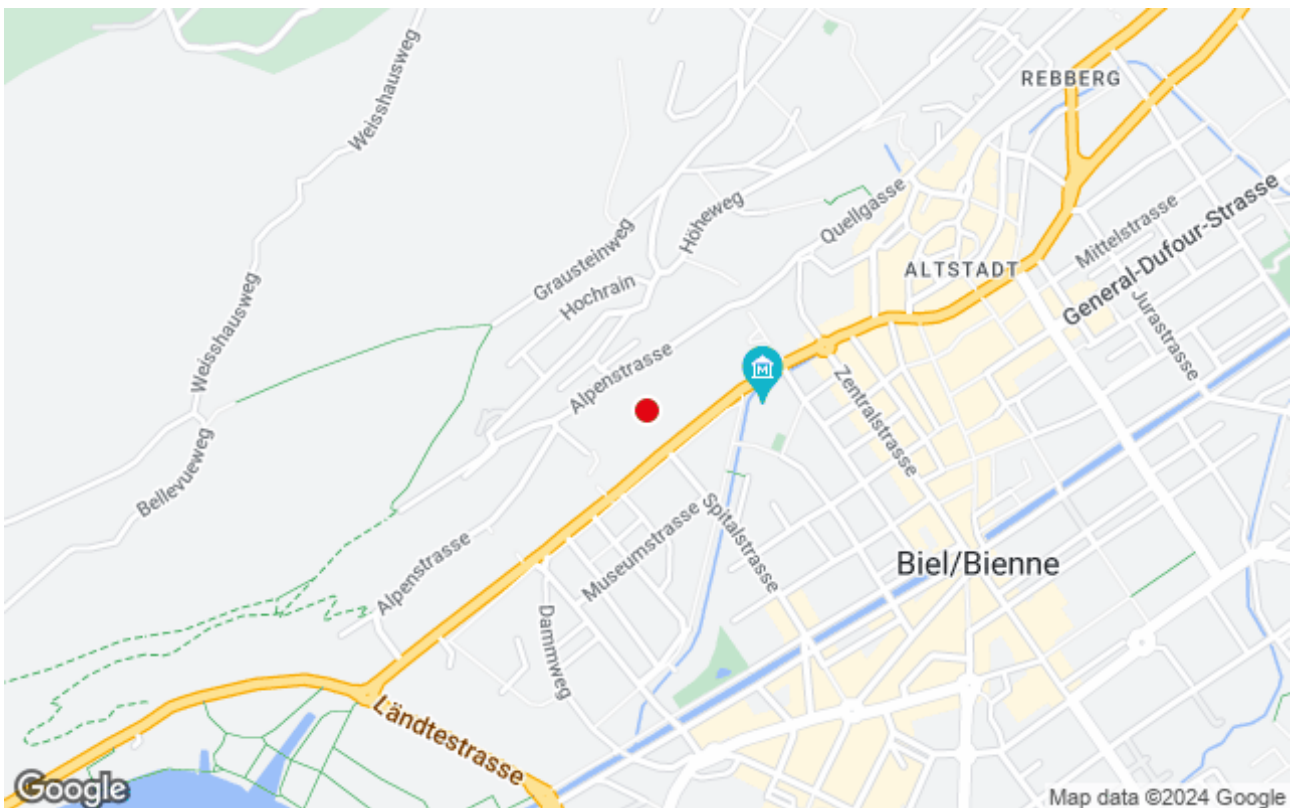 REBBERG
Weisshausweg
Quellgasse
Höheweg
Mittelstrasse
General-Dufour-Strasse
ALTSTADT
Grausteinweg
Hochrain
Jurastrasse
Weisshausweg
Alpenstrasse
M
Zentralstrasse
Bellevueweg
Spitalstrasse
Museumstrasse
Biel/Bienne
Alpenstrasse
Dammweg
Ländtestrasse
Google
Map data ©2024 Google